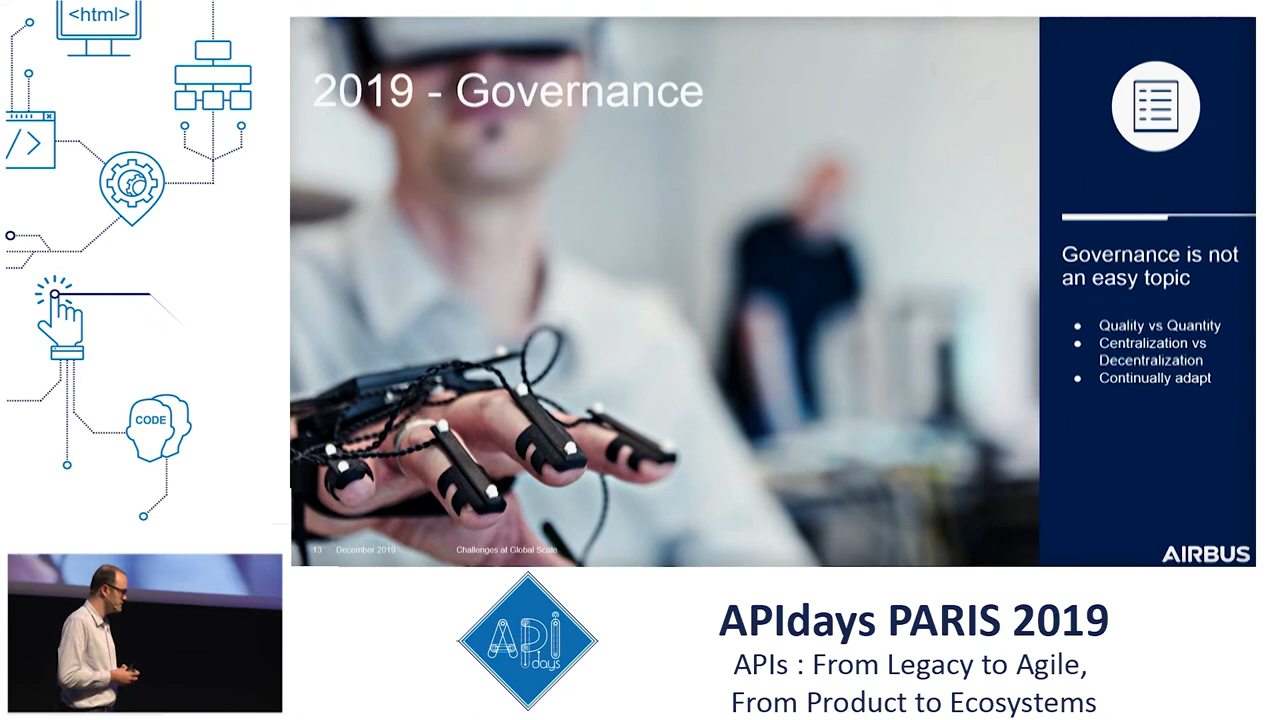 <html>
</>
CODE
2019 - Governance
Governance is not
an easy topic
● Quality vs Quantity
● Centralization vs
Decentralization
● Continually adapt
13 December 2019 Challenges at Global Scale
AIRBUS
API
days
APIdays PARIS 2019
APIs : From Legacy to Agile,
From Product to Ecosystems